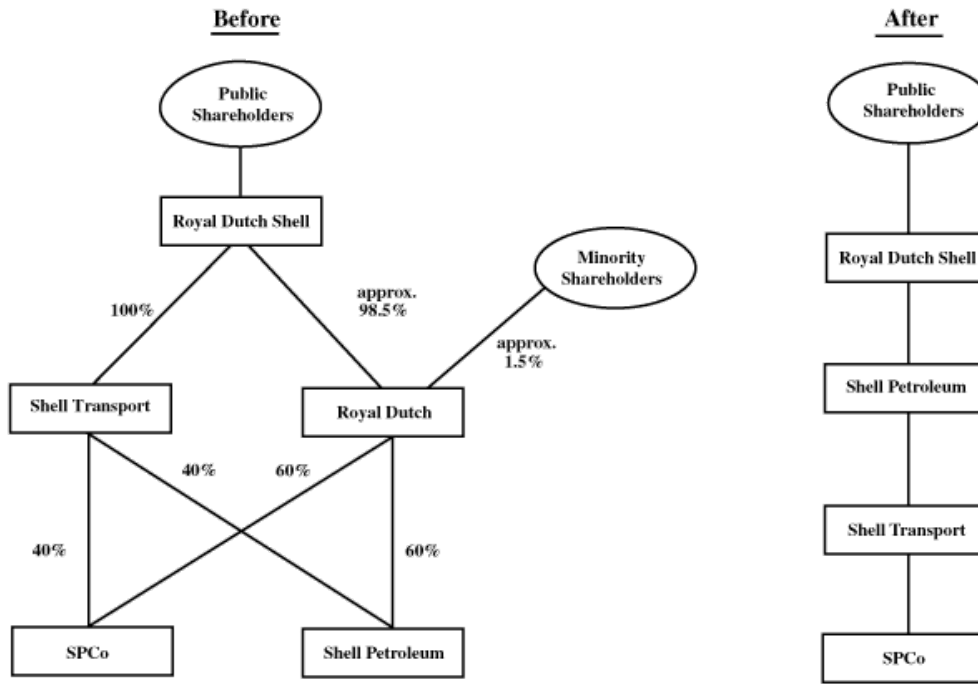 Before
After
Public
Shareholders
Public
Shareholders
Royal Dutch Shell
Royal Dutch Shell
Minority
Shareholders
100%
approx.
98.5%
approx.
1.5%
Shell Transport
Royal Dutch
Shell Petroleum
40%
60%
40%
60%
Shell Transport
SPCo
Shell Petroleum
SPCo